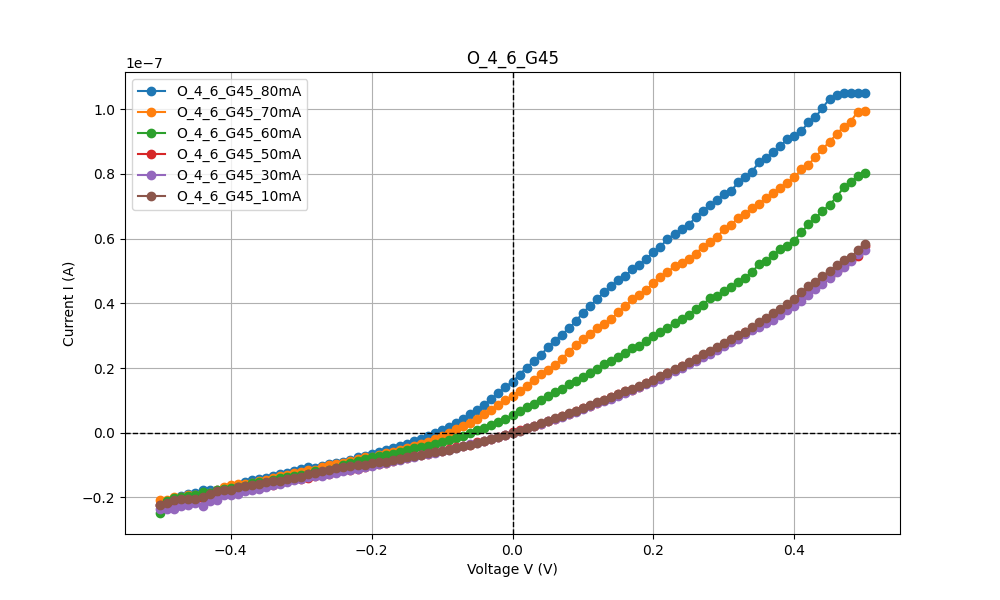 O_4_6_G45
1e−7
O_4_6_G45_80mA
O_4_6_G45_70mA
O_4_6_G45_60mA
O_4_6_G45_50mA
O_4_6_G45_30mA
O_4_6_G45_10mA
1.0
0.8
0.6
0.4
0.2
0.0
−0.2
Current I (A)
−0.4 −0.2 0.0 0.2 0.4
Voltage V (V)